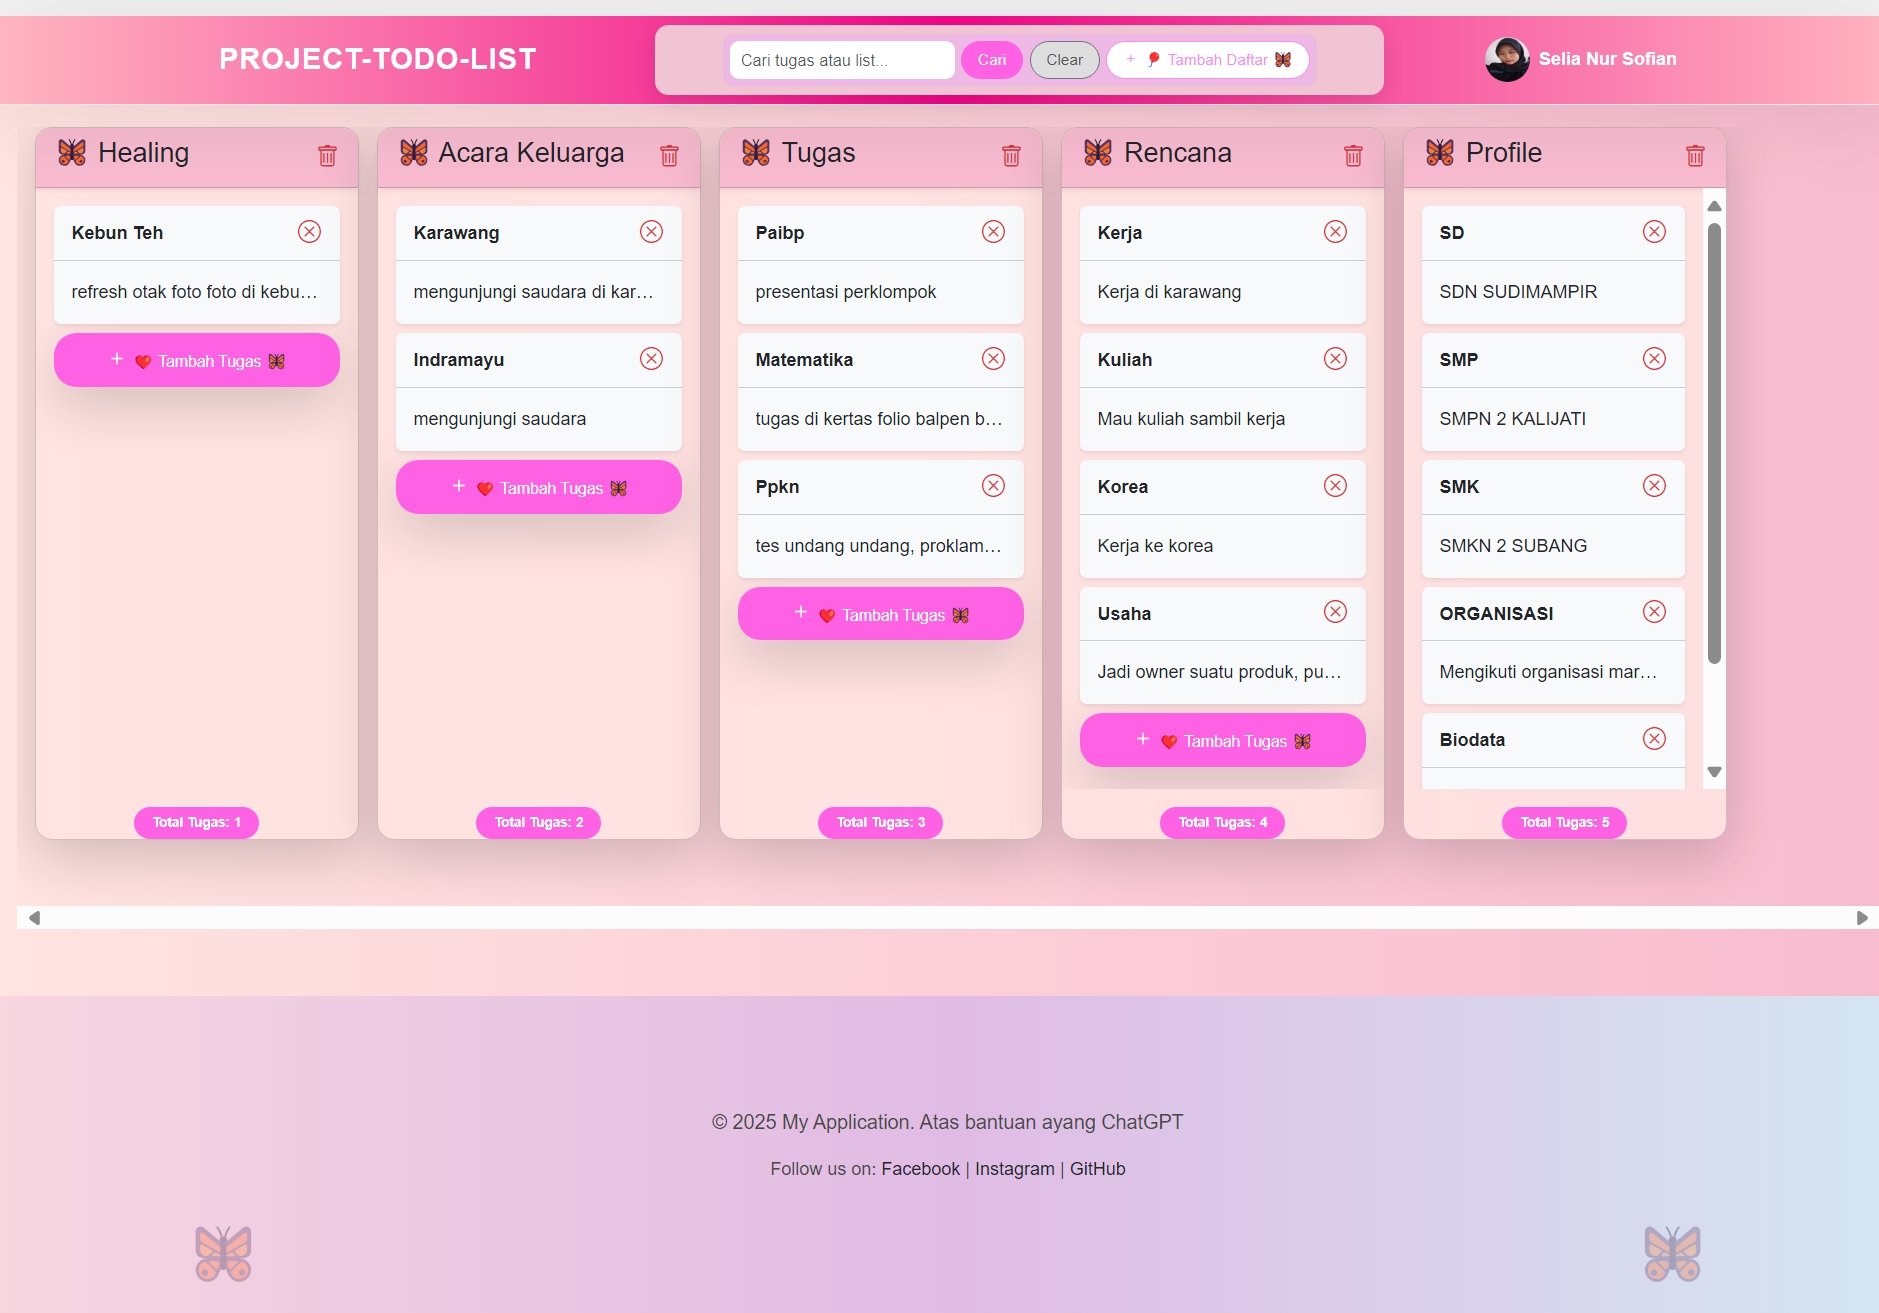 PROJECT-TODO-LIST
Cari tugas atau list...
Cari
Clear
+ Tambah Daftar
Selia Nur Sofian
Healing
Kebun Teh
refresh otak foto foto di kebu...
+ Tambah Tugas
Total Tugas: 1
Acara Keluarga
Karawang
mengunjungi saudara di kar...
Indramayu
mengunjungi saudara
+ Tambah Tugas
Total Tugas: 2
Tugas
Paibp
presentasi perklompok
Matematika
tugas di kertas folio balpen b...
Ppkn
tes undang undang, proklam...
+ Tambah Tugas
Total Tugas: 3
Rencana
Kerja
Kerja di karawang
Kuliah
Mau kuliah sambil kerja
Korea
Kerja ke korea
Usaha
Jadi owner suatu produk, pu...
+ Tambah Tugas
Total Tugas: 4
Profile
SD
SDN SUDIMAMPIR
SMP
SMPN 2 KALIJATI
SMK
SMKN 2 SUBANG
ORGANISASI
Mengikuti organisasi mar...
Biodata
Total Tugas: 5
© 2025 My Application. Atas bantuan ayang ChatGPT
Follow us on: Facebook | Instagram | GitHub